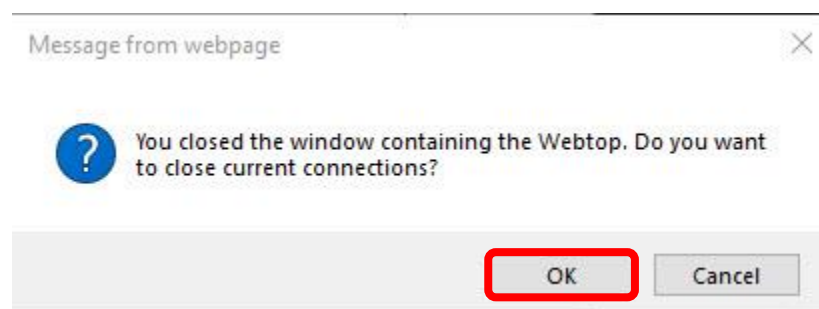 Message from webpage
You closed the window containing the Webtop. Do you want
to close current connections?
OK Cancel